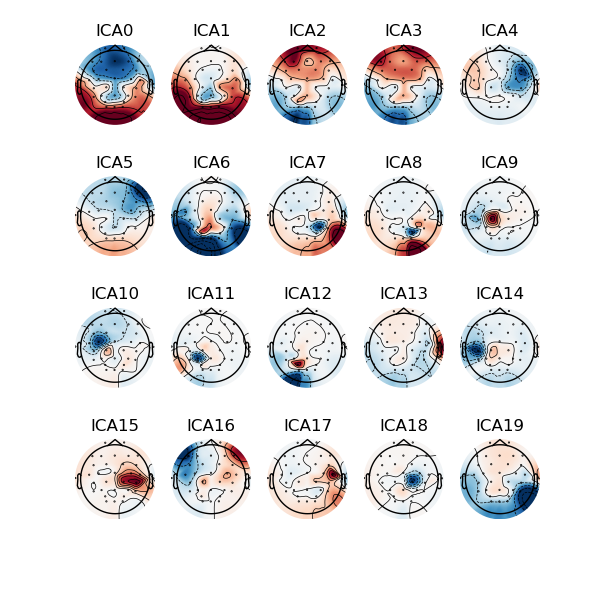 ICA0 ICA1 ICA2 ICA3 ICA4
ICA5 ICA6 ICA7 ICA8 ICA9
ICA10 ICA11 ICA12 ICA13 ICA14
ICA15 ICA16 ICA17 ICA18 ICA19